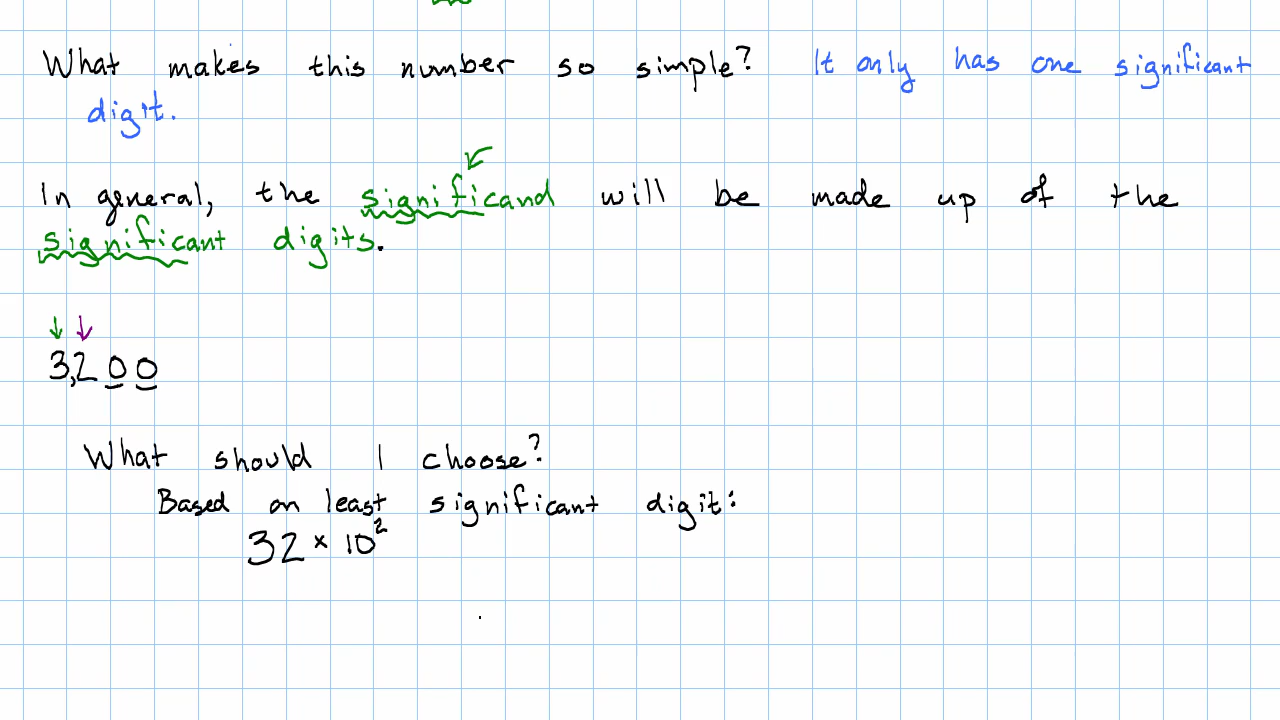 What makes this number so simple? It only has one significant
digit.
In general, the significand will be made up of the
significant digits.
3,200
What should I choose?
Based on least significant digit:
32 × 10²